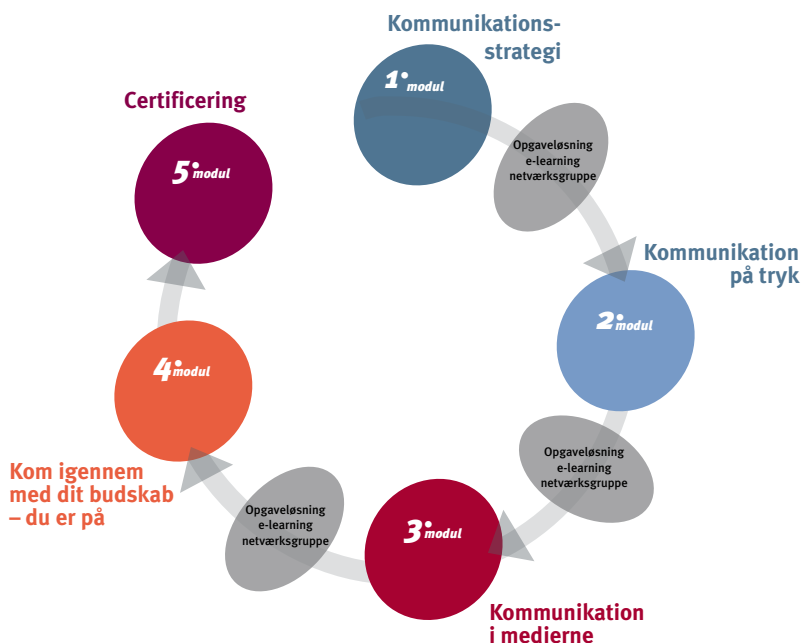 Kommunikations-
strategi
1. modul
Opgaveløsning
e-learning
netværksgruppe
Kommunikation
på tryk
2. modul
Opgaveløsning
e-learning
netværksgruppe
3. modul
Kommunikation
i medierne
Opgaveløsning
e-learning
netværksgruppe
4. modul
Kom igennem
med dit budskab
– du er på
Certificering
5. modul